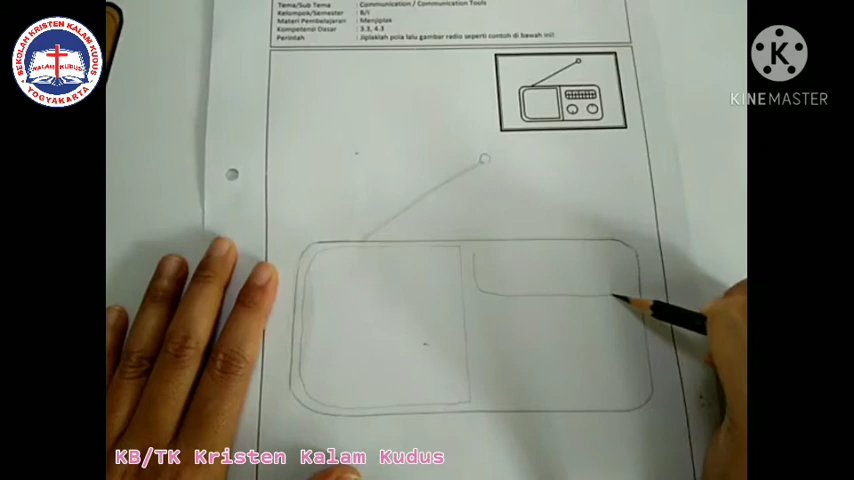 Tema/Sub Tema : Communication / Communication Tools
Kelompok/Semester : B/I
Materi Pembelajaran : Menjiplak
Kompetensi Dasar : 3.3, 4.3
Perintah : Jiplaklah pola lalu gambar radio seperti contoh di bawah ini!
SEKOLAH KRISTEN KALAM KUDUS
KALAM KUDUS
YOGYAKARTA
K
KINEMASTER
KB/TK Kristen Kalam Kudus